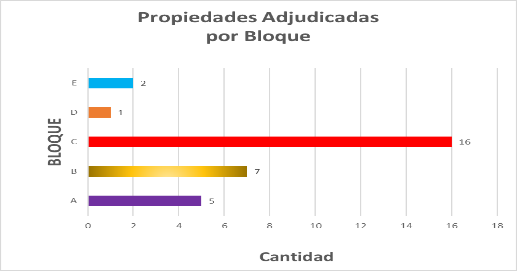 Propiedades Adjudicadas
por Bloque
BLOQUE
E 2
D 1
C 16
B 7
A 5
0 2 4 6 8 10 12 14 16 18
Cantidad